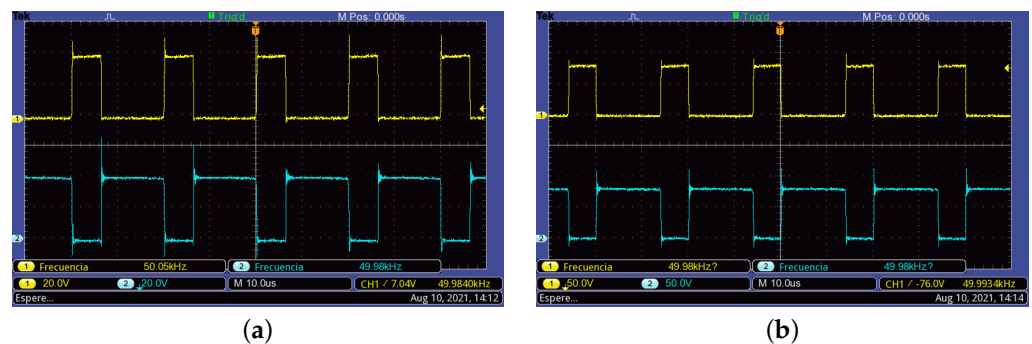 Tek Trig'd M Pos: 0.000s
T
1
2
1 Frecuencia 50.05kHz 2 Frecuencia 49.98kHz
1 20.0V 2 20.0V M 10.0us CH1 / 7.04V 49.9840kHz
Espere... Aug 10, 2021, 14:12
(a)
Tek Trig'd M Pos: 0.000s
T
1
2
1 Frecuencia 49.98kHz? 2 Frecuencia 49.98kHz?
1 50.0V 2 50.0V M 10.0us CH1 / -76.0V 49.9934kHz
Espere... Aug 10, 2021, 14:14
(b)